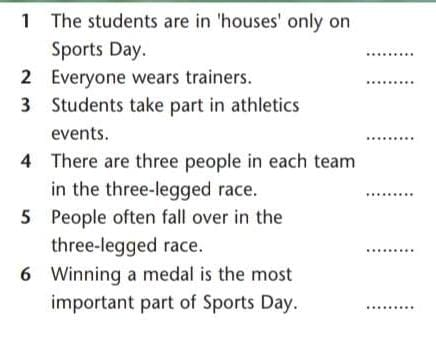 1 The students are in 'houses' only on
Sports Day. .........
2 Everyone wears trainers. .........
3 Students take part in athletics
events. .........
4 There are three people in each team
in the three-legged race. .........
5 People often fall over in the
three-legged race. .........
6 Winning a medal is the most
important part of Sports Day. .........